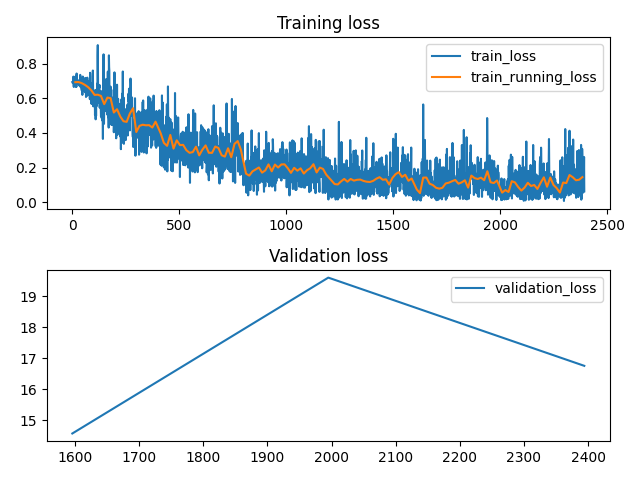 Training loss
0.8
0.6
0.4
0.2
0.0
train_loss
train_running_loss
0 500 1000 1500 2000 2500
Validation loss
19
18
17
16
15
validation_loss
1600 1700 1800 1900 2000 2100 2200 2300 2400